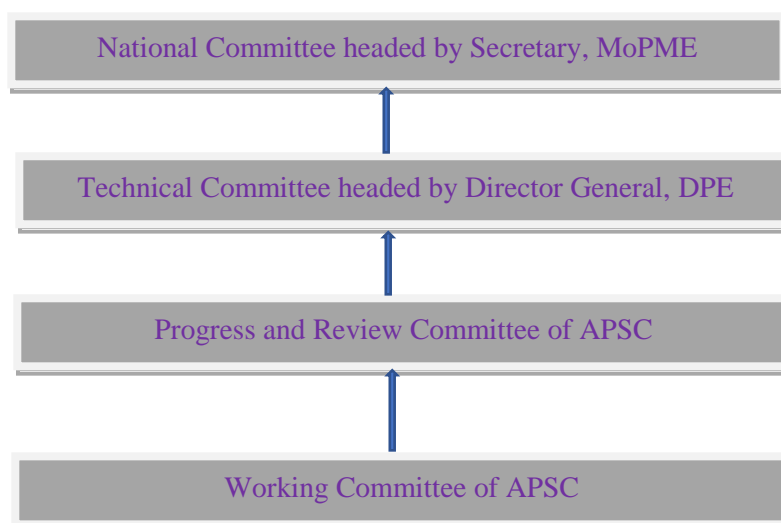 National Committee headed by Secretary, MoPME
Technical Committee headed by Director General, DPE
Progress and Review Committee of APSC
Working Committee of APSC